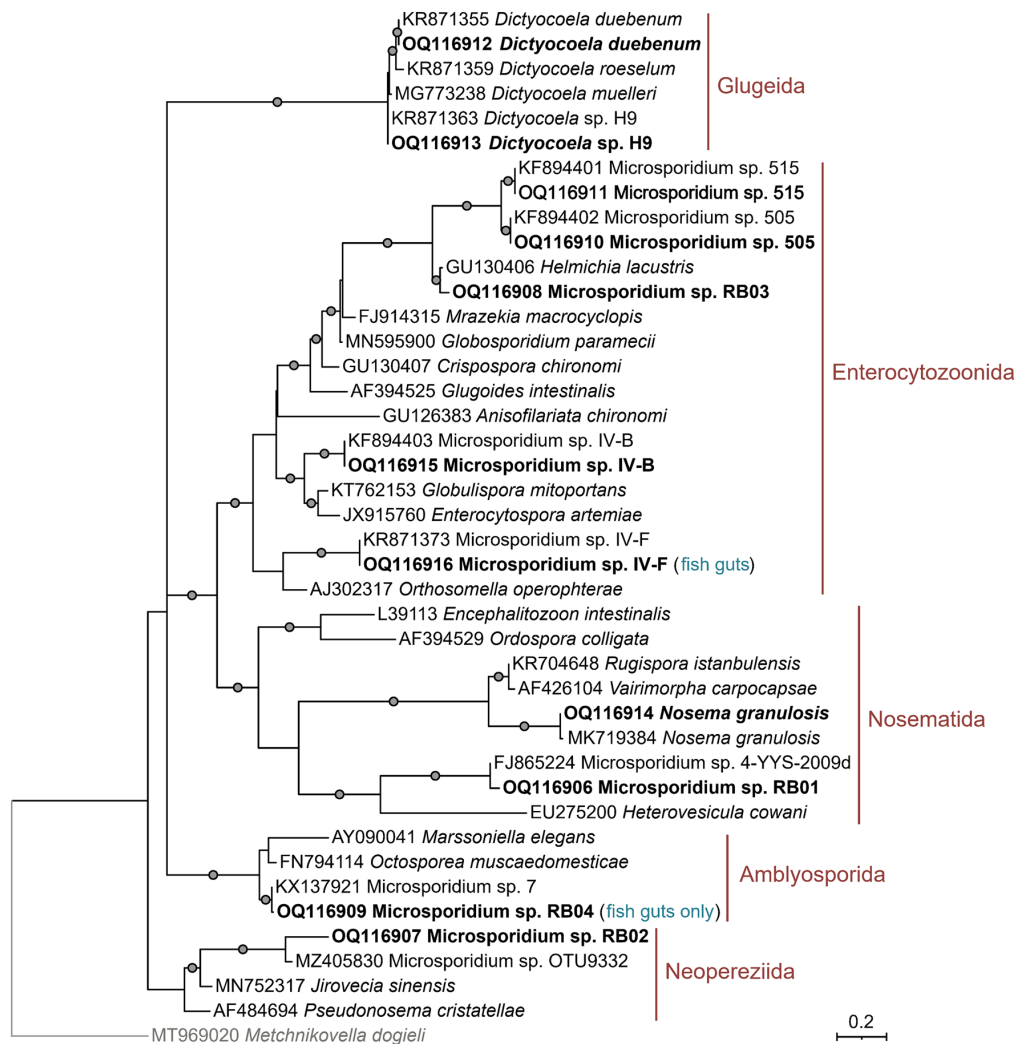 KR871355 Dictyocoela duebenum
OQ116912 Dictyocoela duebenum
KR871359 Dictyocoela roeselum
MG773238 Dictyocoela muelleri
KR871363 Dictyocoela sp. H9
OQ116913 Dictyocoela sp. H9
Glugeida
KF894401 Microsporidium sp. 515
OQ116911 Microsporidium sp. 515
KF894402 Microsporidium sp. 505
OQ116910 Microsporidium sp. 505
GU130406 Helmichia lacustris
OQ116908 Microsporidium sp. RB03
FJ914315 Mrazekia macrocyclopis
MN595900 Globosporidium paramecii
GU130407 Crispospora chironomi
AF394525 Glugoides intestinalis
GU126383 Anisofilariata chironomi
KF894403 Microsporidium sp. IV-B
OQ116915 Microsporidium sp. IV-B
KT762153 Globulispora mitoportans
JX915760 Enterocytospora artemiae
KR871373 Microsporidium sp. IV-F
OQ116916 Microsporidium sp. IV-F (fish guts)
AJ302317 Orthosomella operophterae
Enterocytozoonida
L39113 Encephalitozoon intestinalis
AF394529 Ordospora colligata
KR704648 Rugispora istanbulensis
AF426104 Vairimorpha carpocapsae
OQ116914 Nosema granulosis
MK719384 Nosema granulosis
FJ865224 Microsporidium sp. 4-YYS-2009d
OQ116906 Microsporidium sp. RB01
EU275200 Heterovesicula cowani
Nosematida
AY090041 Marssoniella elegans
FN794114 Octosporea muscaedomesticae
KX137921 Microsporidium sp. 7
OQ116909 Microsporidium sp. RB04 (fish guts only)
Amblyosporida
OQ116907 Microsporidium sp. RB02
MZ405830 Microsporidium sp. OTU9332
MN752317 Jirovecia sinensis
AF484694 Pseudonosema cristatellae
Neopereziida
MT969020 Metchnikovella dogieli
0.2